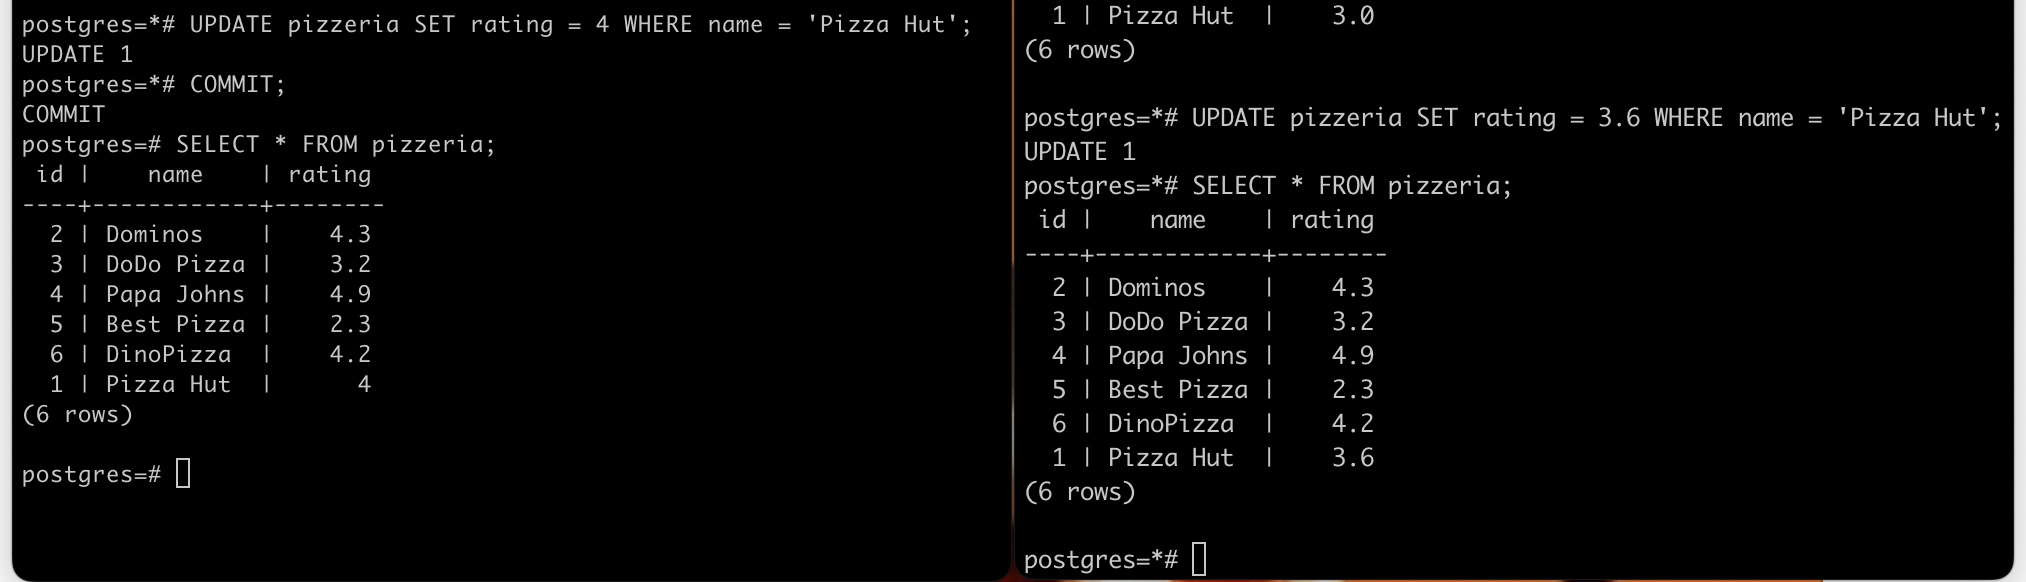 postgres=*# UPDATE pizzeria SET rating = 4 WHERE name = 'Pizza Hut';
UPDATE 1
postgres=*# COMMIT;
COMMIT
postgres=# SELECT * FROM pizzeria;
 id |    name    | rating
----+------------+--------
  2 | Dominos    |    4.3
  3 | DoDo Pizza |    3.2
  4 | Papa Johns |    4.9
  5 | Best Pizza |    2.3
  6 | DinoPizza  |    4.2
  1 | Pizza Hut  |      4
(6 rows)
postgres=#
  1 | Pizza Hut  |    3.0
(6 rows)
postgres=*# UPDATE pizzeria SET rating = 3.6 WHERE name = 'Pizza Hut';
UPDATE 1
postgres=*# SELECT * FROM pizzeria;
 id |    name    | rating
----+------------+--------
  2 | Dominos    |    4.3
  3 | DoDo Pizza |    3.2
  4 | Papa Johns |    4.9
  5 | Best Pizza |    2.3
  6 | DinoPizza  |    4.2
  1 | Pizza Hut  |    3.6
(6 rows)
postgres=*#